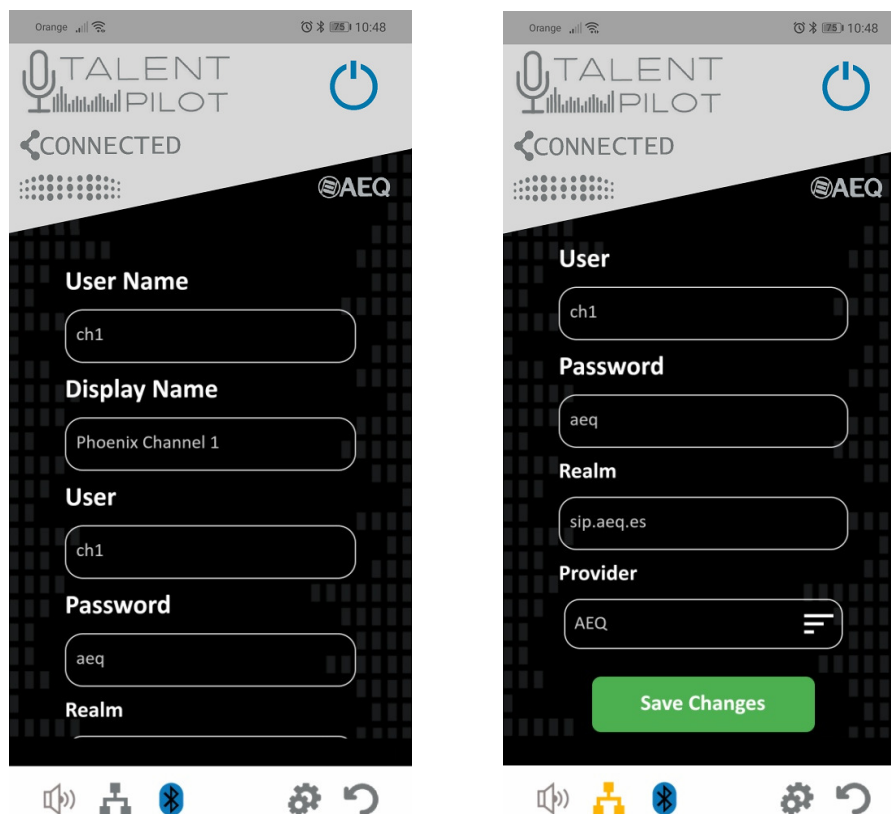 Orange 75 10:48
TALENT
PILOT
CONNECTED
AEQ
User Name
ch1
Display Name
Phoenix Channel 1
User
ch1
Password
aeq
Realm
Orange 75 10:48
TALENT
PILOT
CONNECTED
AEQ
User
ch1
Password
aeq
Realm
sip.aeq.es
Provider
AEQ
Save Changes